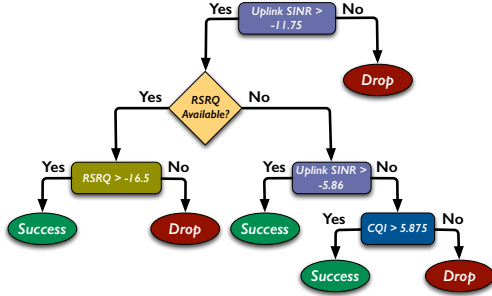 Yes
Uplink SINR >
-11.75
No
Drop
Yes
RSRQ
Available?
No
Yes
RSRQ > -16.5
No
Yes
Uplink SINR >
-5.86
No
Success
Drop
Success
Yes
CQI > 5.875
No
Success
Drop